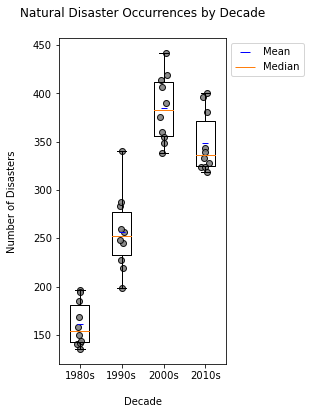 Natural Disaster Occurrences by Decade
450
400
350
300
250
200
150
Number of Disasters
1980s 1990s 2000s 2010s
Decade
Mean
Median